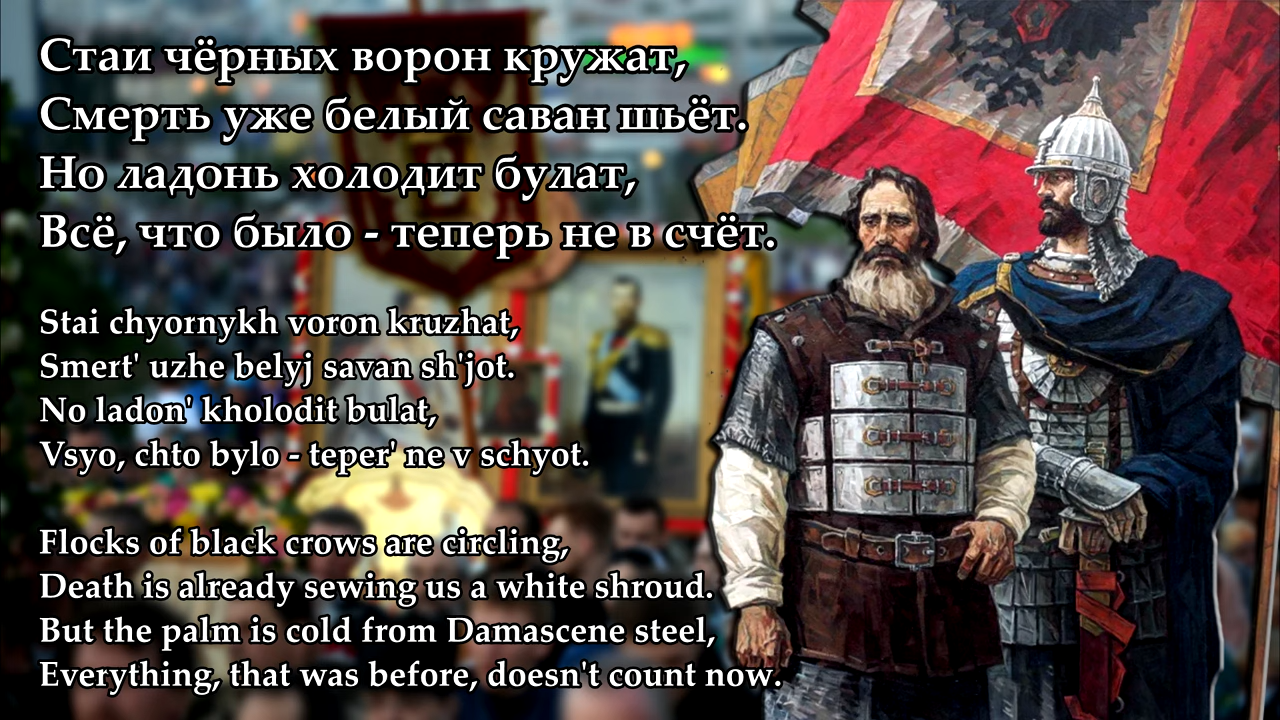 Стаи чёрных ворон кружат,
Смерть уже белый саван шьёт.
Но ладонь холодит булат,
Всё, что было - теперь не в счёт.
Stai chyornykh voron kruzhat,
Smert' uzhe belyj savan sh'jot.
No ladon' kholodit bulat,
Vsyo, chto bylo - teper' ne v schyot.
Flocks of black crows are circling,
Death is already sewing us a white shroud.
But the palm is cold from Damascene steel,
Everything, that was before, doesn't count now.